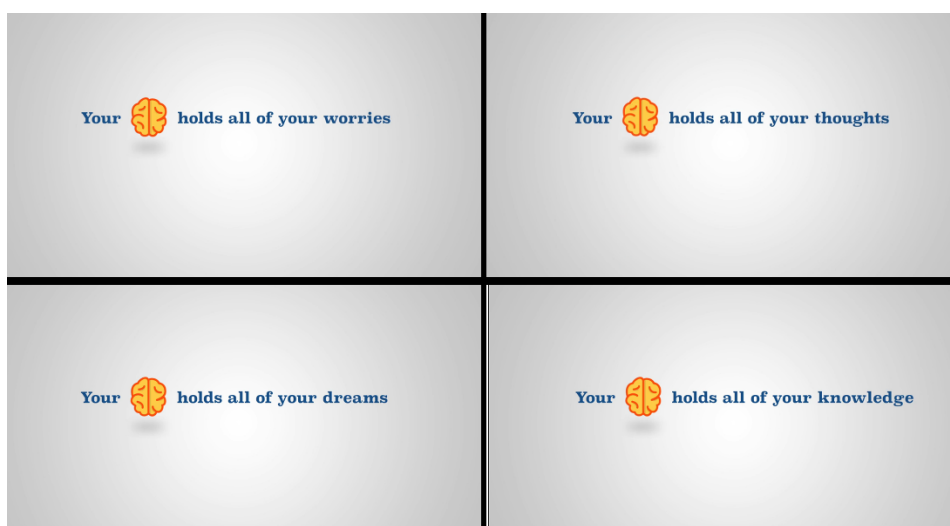 Your holds all of your worries
Your holds all of your thoughts
Your holds all of your dreams
Your holds all of your knowledge